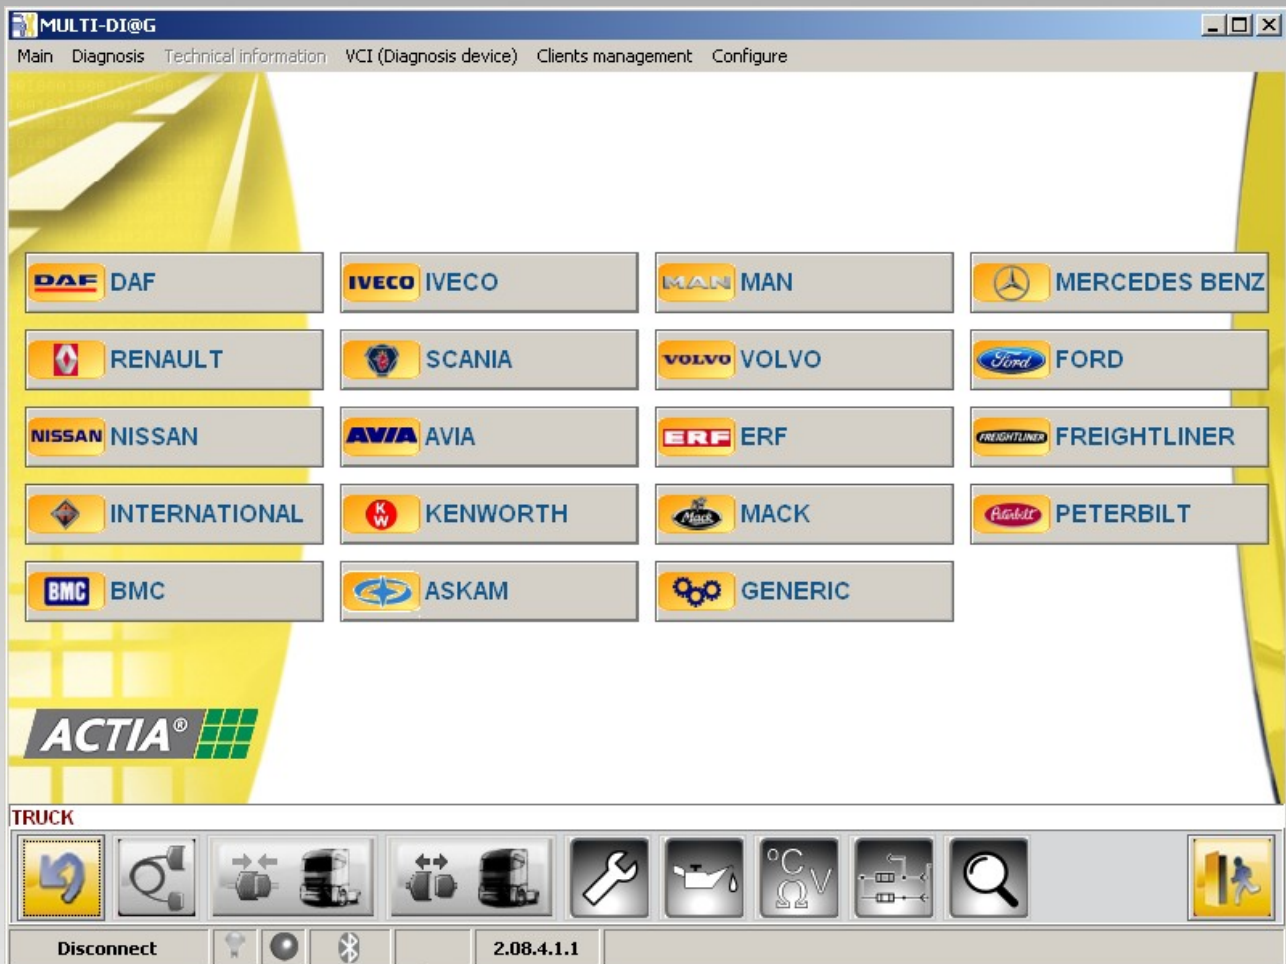 MULTI-DI@G
Main Diagnosis Technical information VCI (Diagnosis device) Clients management Configure
DAF DAF IVECO IVECO MAN MAN MERCEDES BENZ
RENAULT SCANIA VOLVO VOLVO Ford FORD
NISSAN NISSAN AVIA AVIA ERF ERF FREIGHTLINER FREIGHTLINER
INTERNATIONAL KW KENWORTH Mack MACK Peterbilt PETERBILT
BMC BMC ASKAM GENERIC
ACTIA®
TRUCK
°C Ω V
Disconnect 2.08.4.1.1